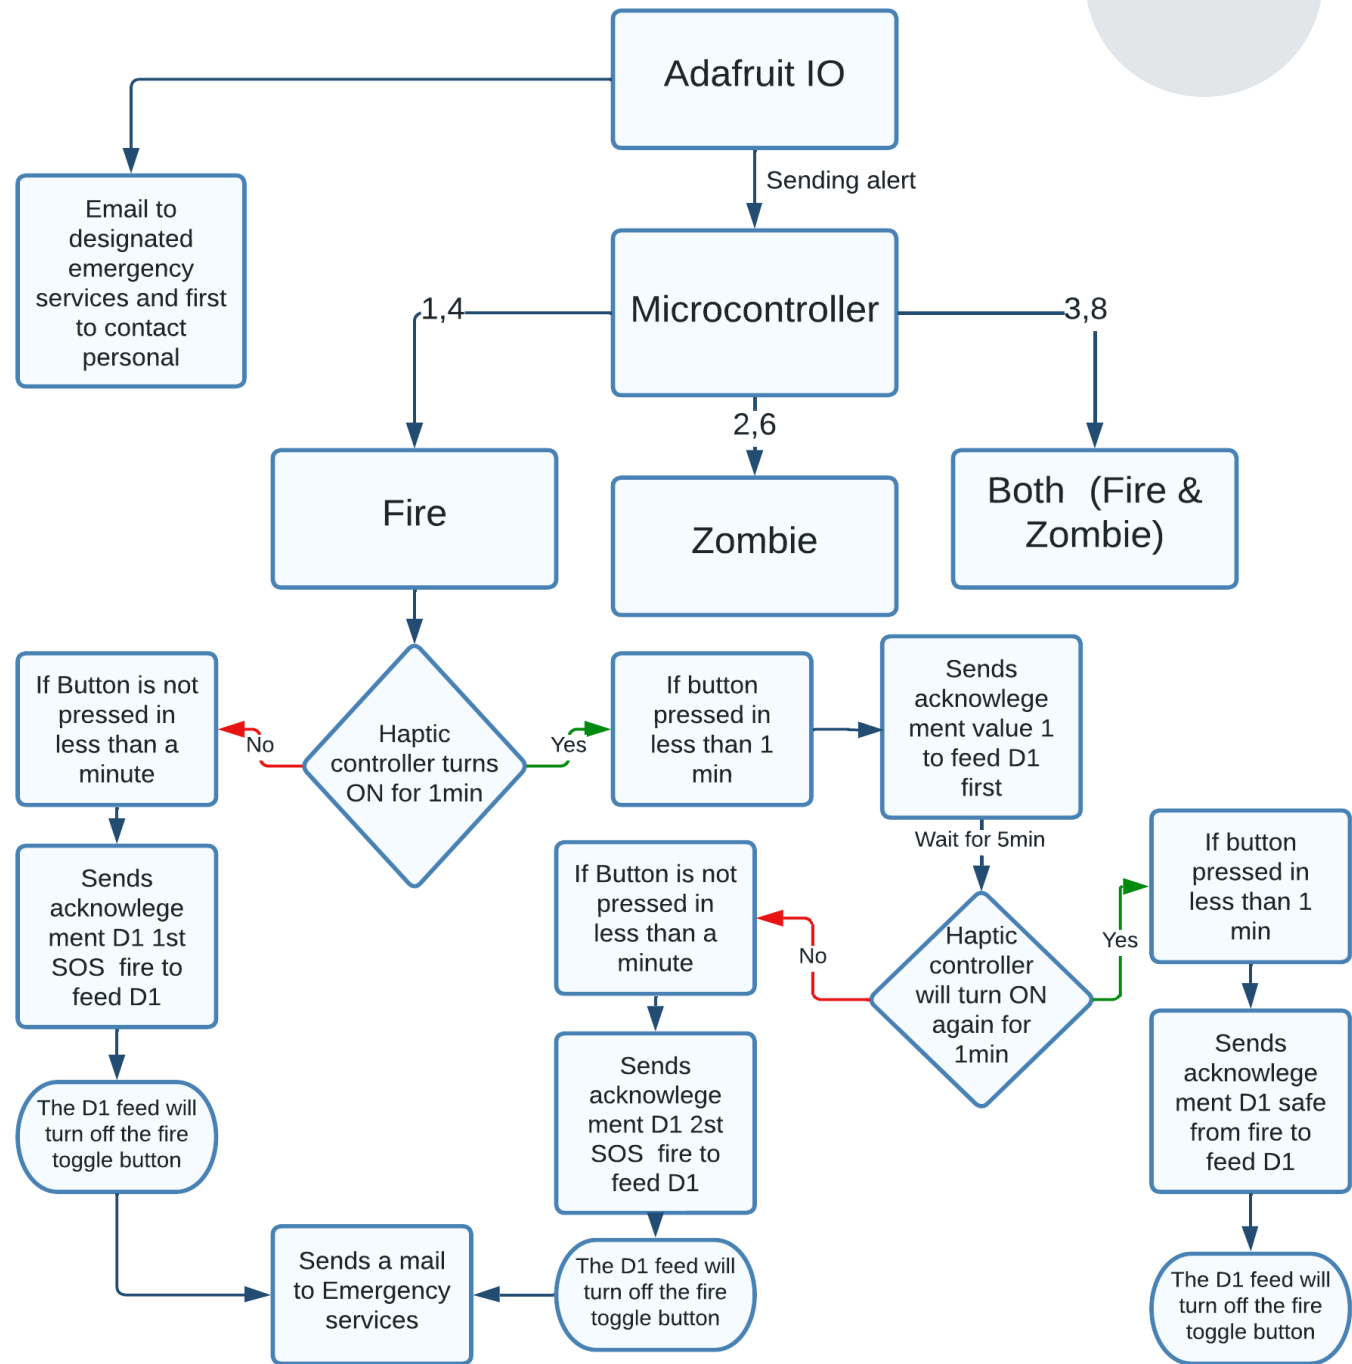 Adafruit IO
Sending alert
Email to
designated
emergency
services and first
to contact
personal
Microcontroller
1,4
3,8
2,6
Fire
Zombie
Both (Fire &
Zombie)
If Button is not
pressed in
less than a
minute
No
Haptic
controller turns
ON for 1min
Yes
If button
pressed in
less than 1
min
Sends
acknowlege
ment value 1
to feed D1
first
Wait for 5min
Sends
acknowlege
ment D1 1st
SOS fire to
feed D1
If Button is not
pressed in
less than a
minute
No
Haptic
controller
will turn ON
again for
1min
Yes
If button
pressed in
less than 1
min
The D1 feed will
turn off the fire
toggle button
Sends
acknowlege
ment D1 2st
SOS fire to
feed D1
Sends
acknowlege
ment D1 safe
from fire to
feed D1
Sends a mail
to Emergency
services
The D1 feed will
turn off the fire
toggle button
The D1 feed will
turn off the fire
toggle button